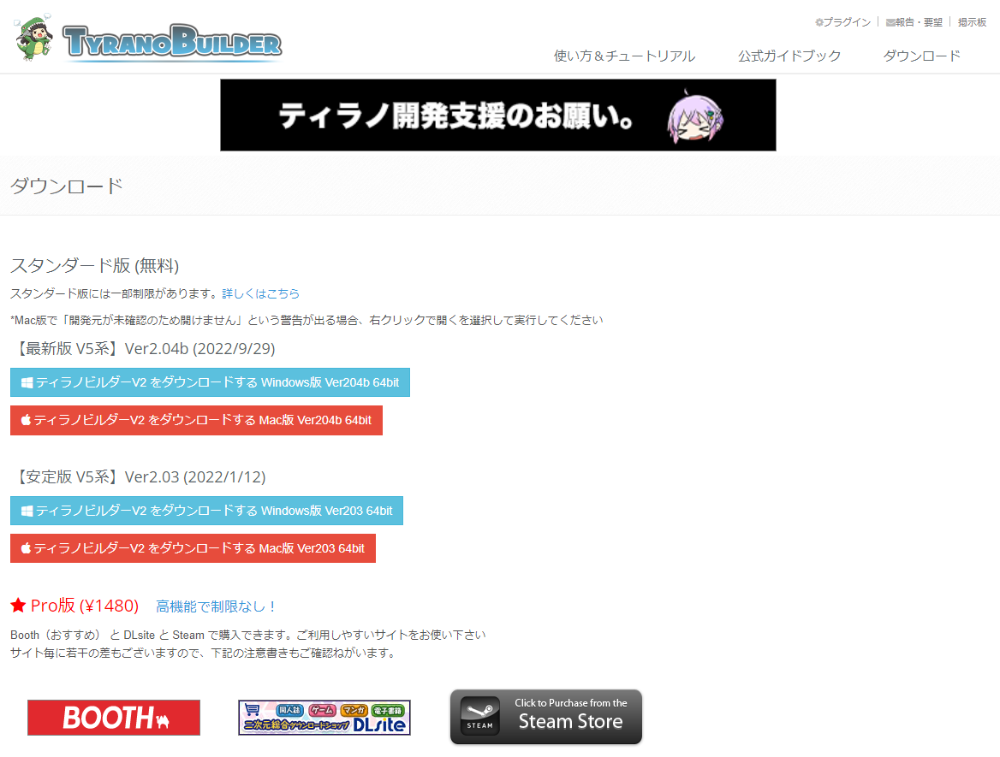 TYRANOBUILDER
プラグイン 報告・要望 掲示板
使い方＆チュートリアル 公式ガイドブック ダウンロード
ティラノ開発支援のお願い。
ダウンロード
スタンダード版 (無料)
スタンダード版には一部制限があります。詳しくはこちら
*Mac版で「開発元が未確認のため開けません」という警告が出る場合、右クリックで開くを選択して実行してください
【最新版 V5系】Ver2.04b (2022/9/29)
ティラノビルダーV2 をダウンロードする Windows版 Ver204b 64bit
ティラノビルダーV2 をダウンロードする Mac版 Ver204b 64bit
【安定版 V5系】Ver2.03 (2022/1/12)
ティラノビルダーV2 をダウンロードする Windows版 Ver203 64bit
ティラノビルダーV2 をダウンロードする Mac版 Ver203 64bit
★ Pro版 (¥1480) 高機能で制限なし！
Booth（おすすめ） と DLsite と Steam で購入できます。ご利用しやすいサイトをお使い下さい
サイト毎に若干の差もございますので、下記の注意書きもご確認ねがいます。
BOOTH
同人誌 ゲーム マンガ 電子書籍
二次元総合ダウンロードショップ DLsite
STEAM
Click to Purchase from the
Steam Store